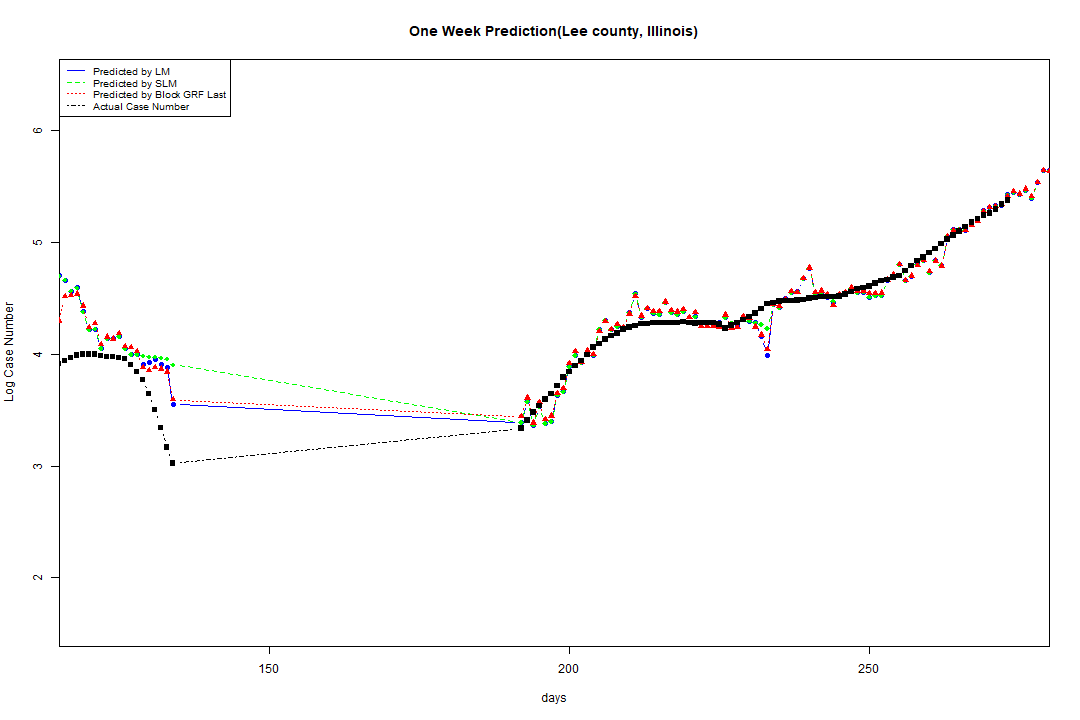 One Week Prediction(Lee county, Illinois)
Predicted by LM
Predicted by SLM
Predicted by Block GRF Last
Actual Case Number
6
5
4
3
2
Log Case Number
150
200
250
days